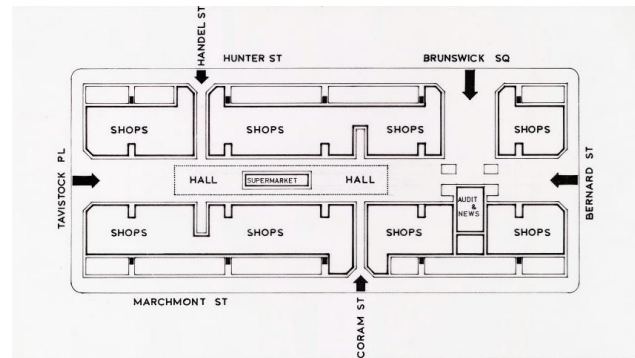 HANDEL ST
HUNTER ST
BRUNSWICK SQ
SHOPS
SHOPS
SHOPS
SHOPS
TAVISTOCK PL
HALL
SUPERMARKET
HALL
BERNARD ST
AUDIT
&
NEWS
SHOPS
SHOPS
SHOPS
SHOPS
MARCHMONT ST
CORAM ST